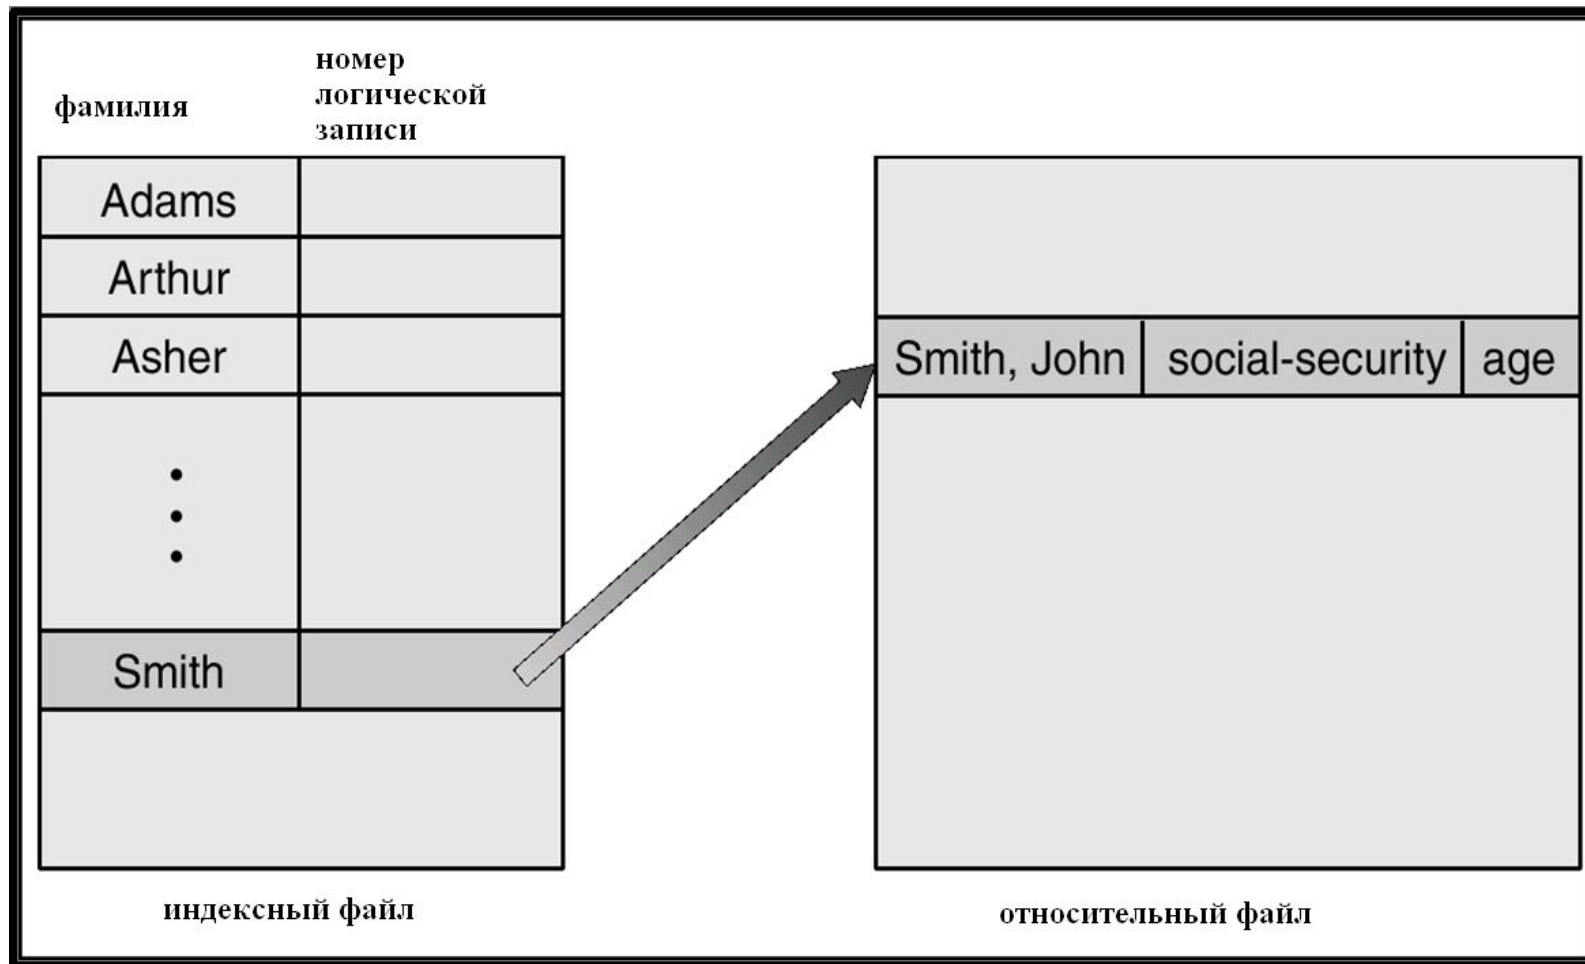 фамилия
номер
логической
записи
Adams
Arthur
Asher
Smith
Smith, John social-security age
индексный файл
относительный файл